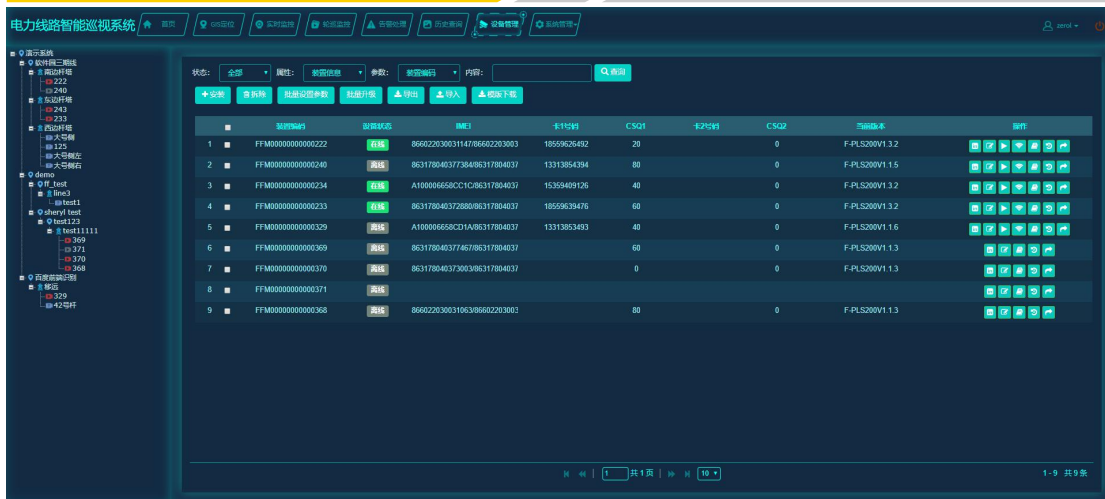 电力线路智能巡视系统 首页 GIS定位 实时监控 轮巡监控 告警处理 历史查询 设备管理 系统管理 zerol
演示系统
软件园三期线
南边杆塔
222
240
东边杆塔
243
233
西边杆塔
大号侧
125
大号侧左
大号侧右
demo
ff_test
line3
test1
sheryl test
test123
test11111
369
371
370
368
百度前端识别
移远
329
42号杆
状态: 全部 属性: 装置信息 参数: 装置编码 内容: 查询
安装 拆除 批量设置参数 批量升级 导出 导入 模版下载
装置编码 设备状态 IMEI 卡1号码 CSQ1 卡2号码 CSQ2 当前版本 操作
1 FFM00000000000222 在线 866022030031147/86602203003 18559626492 20 0 F-PLS200V1.3.2
2 FFM00000000000240 离线 863178040377384/86317804037 13313854394 80 0 F-PLS200V1.1.5
3 FFM00000000000234 在线 A100006658CC1C/86317804037 15359409126 40 0 F-PLS200V1.3.2
4 FFM00000000000233 在线 863178040372880/86317804037 18559639476 60 0 F-PLS200V1.3.2
5 FFM00000000000329 离线 A100006658CD1A/86317804037 13313853493 40 0 F-PLS200V1.1.6
6 FFM00000000000369 离线 863178040377467/86317804037 60 0 F-PLS200V1.1.3
7 FFM00000000000370 离线 863178040373003/86317804037 0 0 F-PLS200V1.1.3
8 FFM00000000000371 离线
9 FFM00000000000368 离线 866022030031063/86602203003 80 0 F-PLS200V1.1.3
1 共1页 10 1-9 共9条